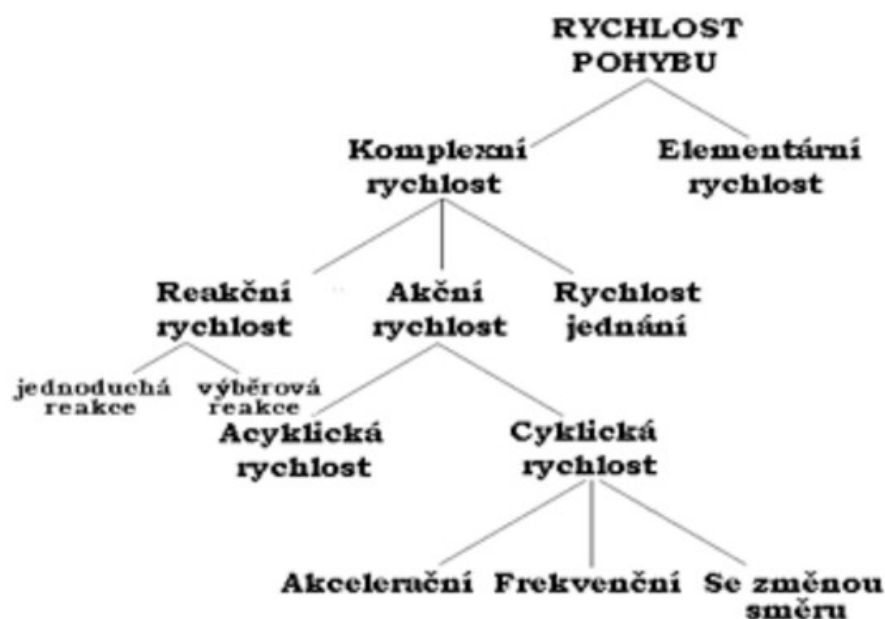 RYCHLOST
POHYBU
Komplexní
rychlost
Elementární
rychlost
Reakční
rychlost
Akční
rychlost
Rychlost
jednání
jednoduchá
reakce
výběrová
reakce
Acyklická
rychlost
Cyklická
rychlost
Akcelerační
Frekvenční
Se změnou
směru